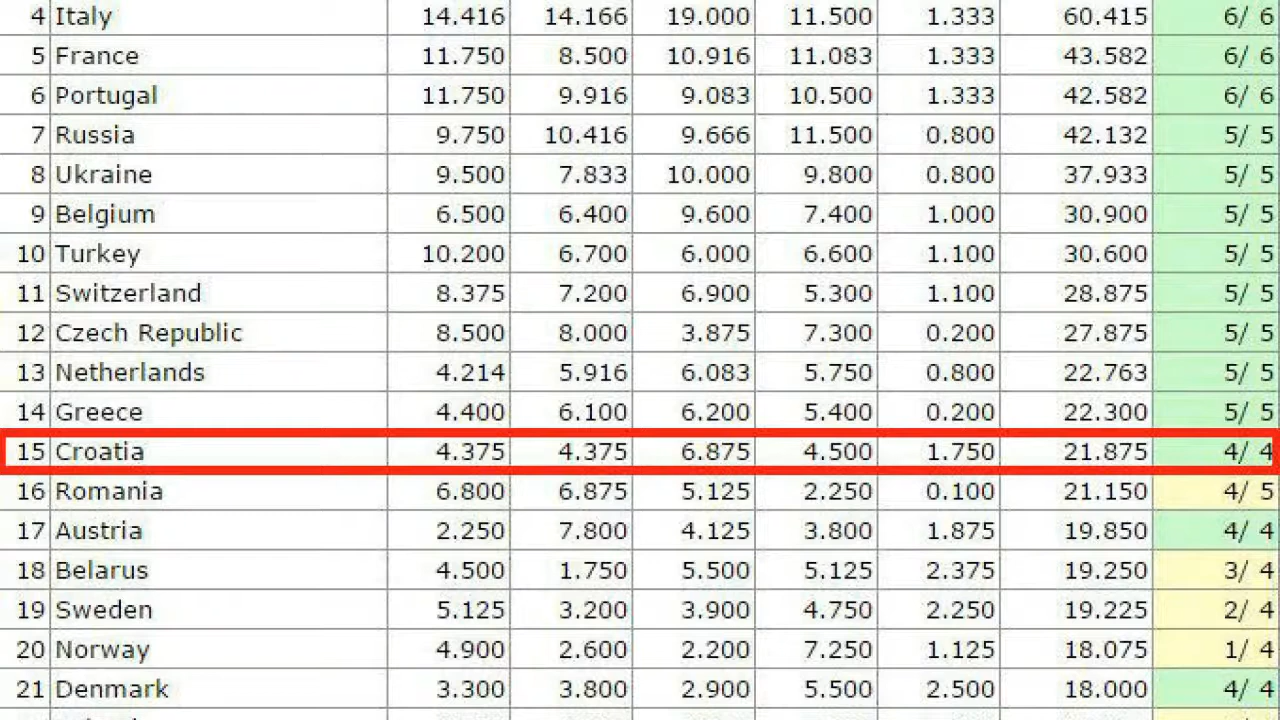 4 Italy 14.416 14.166 19.000 11.500 1.333 60.415 6/ 6
5 France 11.750 8.500 10.916 11.083 1.333 43.582 6/ 6
6 Portugal 11.750 9.916 9.083 10.500 1.333 42.582 6/ 6
7 Russia 9.750 10.416 9.666 11.500 0.800 42.132 5/ 5
8 Ukraine 9.500 7.833 10.000 9.800 0.800 37.933 5/ 5
9 Belgium 6.500 6.400 9.600 7.400 1.000 30.900 5/ 5
10 Turkey 10.200 6.700 6.000 6.600 1.100 30.600 5/ 5
11 Switzerland 8.375 7.200 6.900 5.300 1.100 28.875 5/ 5
12 Czech Republic 8.500 8.000 3.875 7.300 0.200 27.875 5/ 5
13 Netherlands 4.214 5.916 6.083 5.750 0.800 22.763 5/ 5
14 Greece 4.400 6.100 6.200 5.400 0.200 22.300 5/ 5
15 Croatia 4.375 4.375 6.875 4.500 1.750 21.875 4/ 4
16 Romania 6.800 6.875 5.125 2.250 0.100 21.150 4/ 5
17 Austria 2.250 7.800 4.125 3.800 1.875 19.850 4/ 4
18 Belarus 4.500 1.750 5.500 5.125 2.375 19.250 3/ 4
19 Sweden 5.125 3.200 3.900 4.750 2.250 19.225 2/ 4
20 Norway 4.900 2.600 2.200 7.250 1.125 18.075 1/ 4
21 Denmark 3.300 3.800 2.900 5.500 2.500 18.000 4/ 4